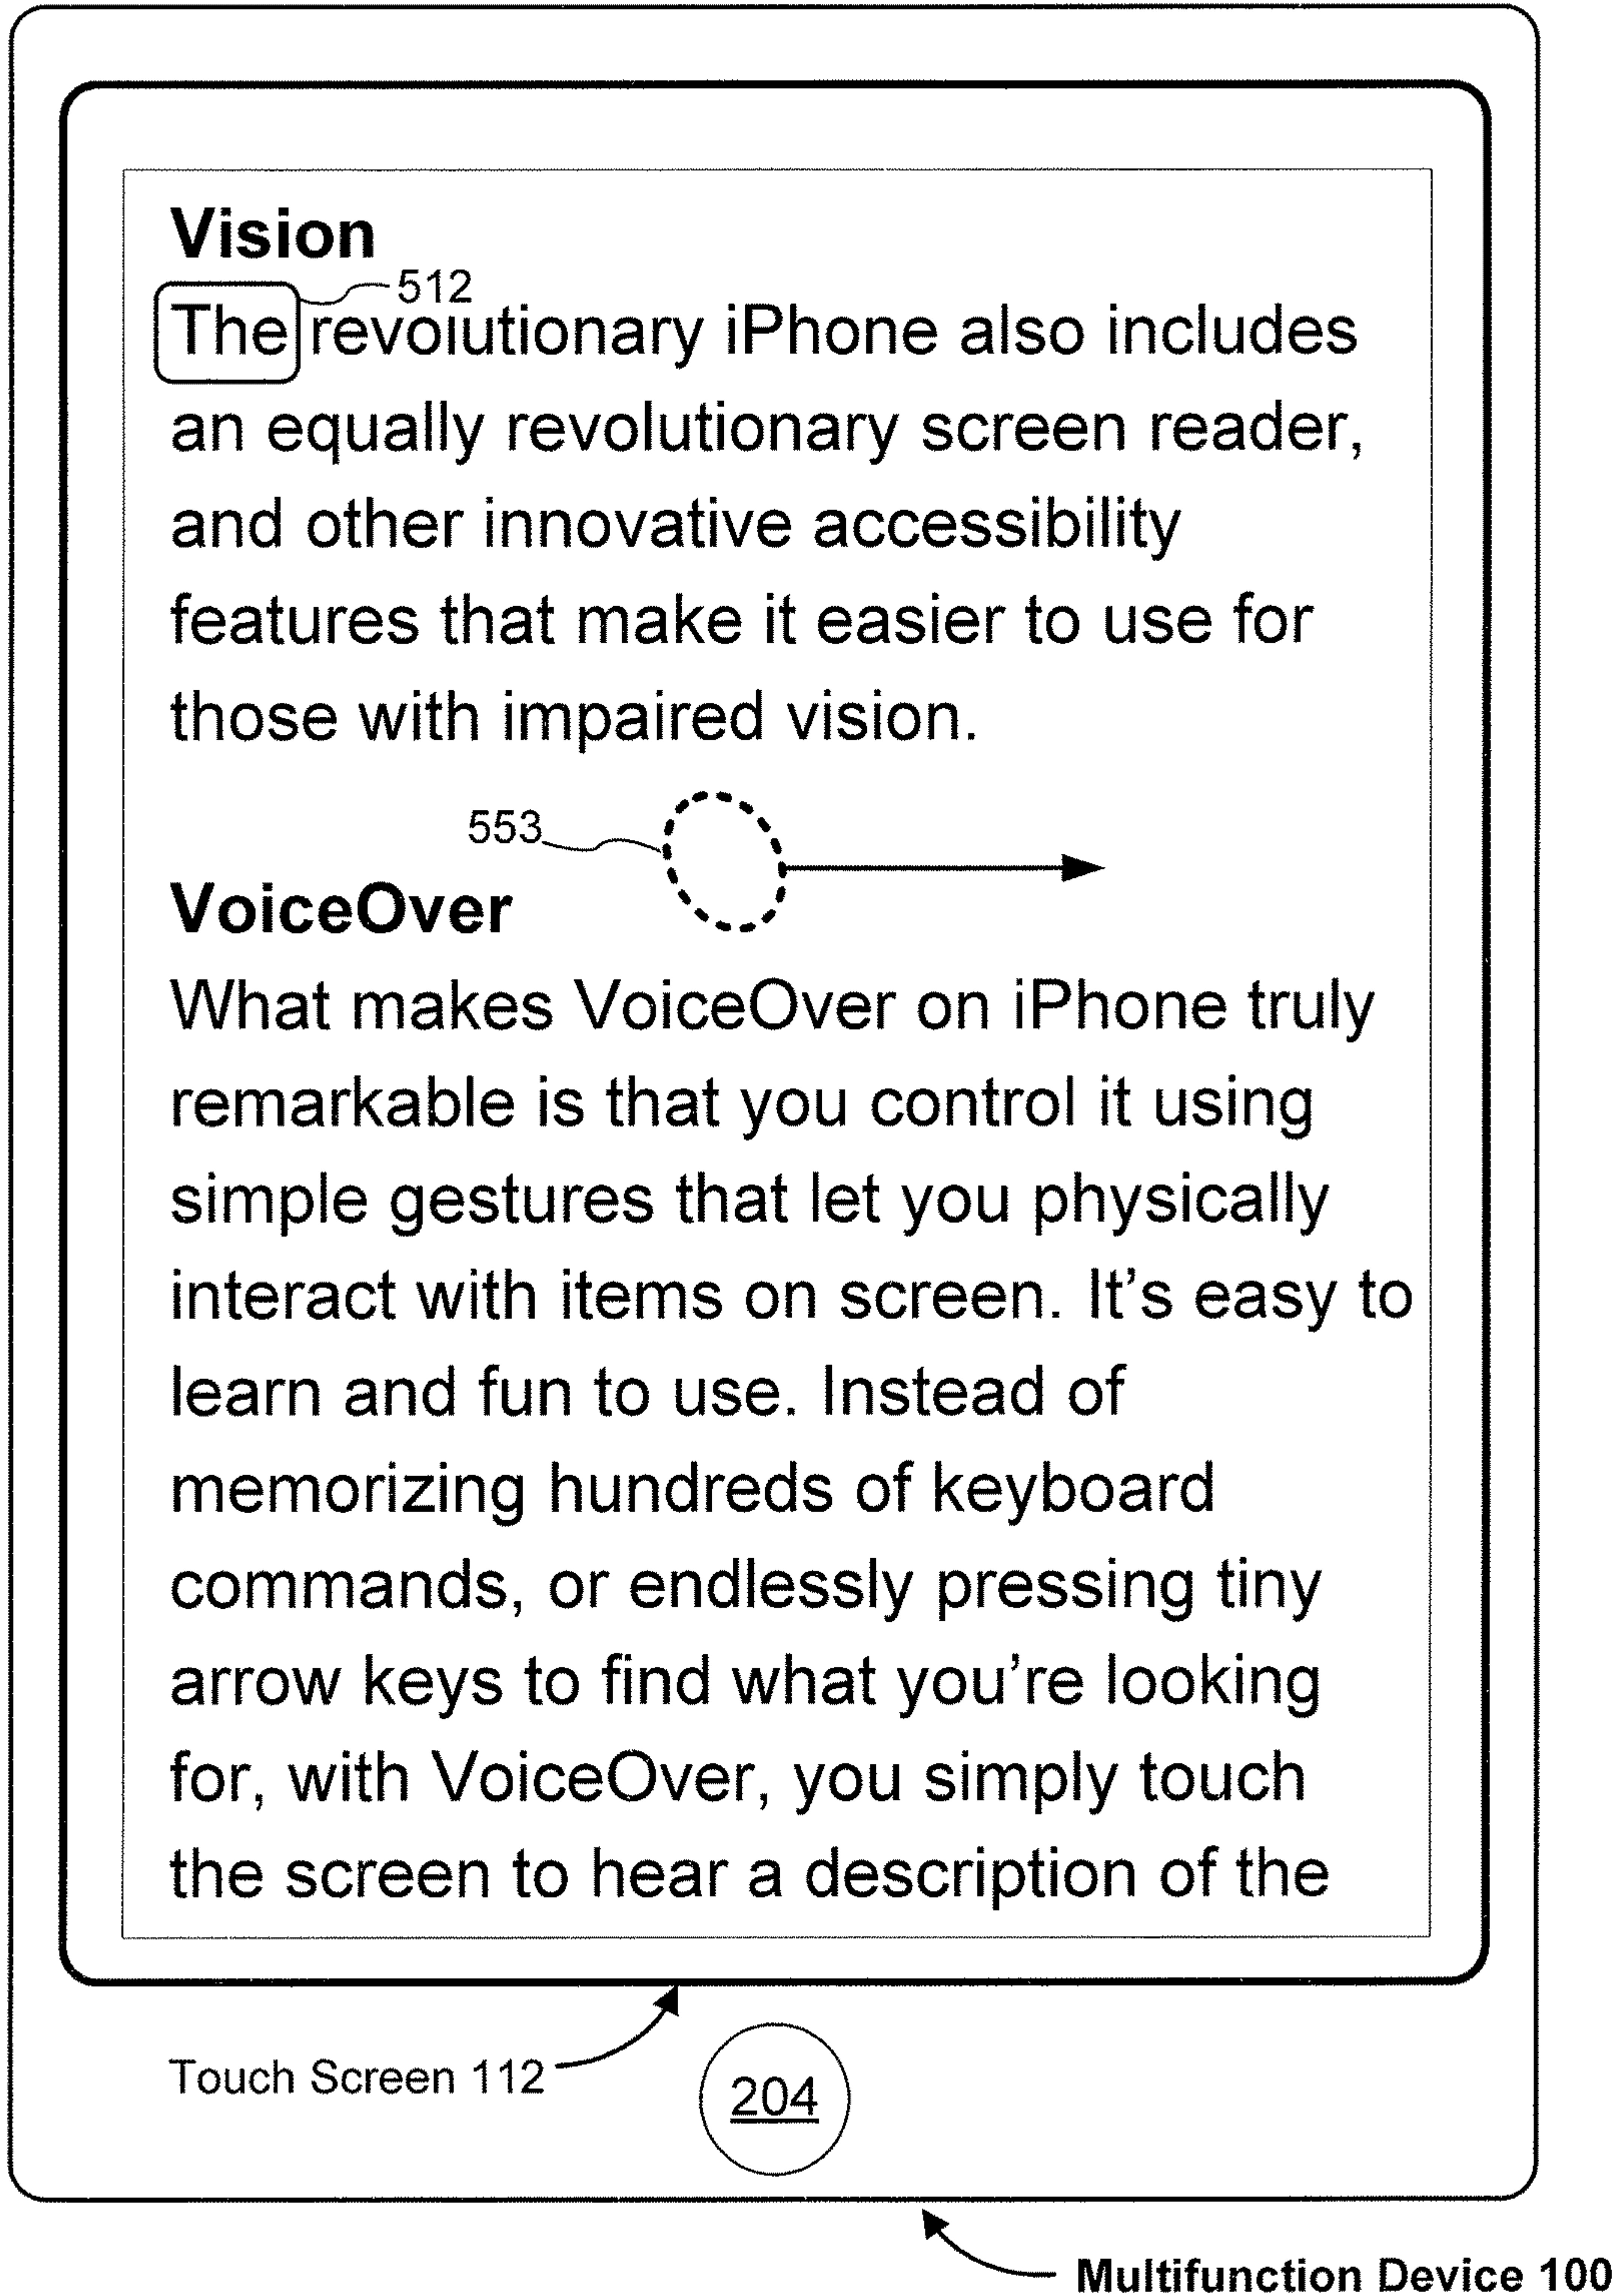 Vision
512
The revolutionary iPhone also includes
an equally revolutionary screen reader,
and other innovative accessibility
features that make it easier to use for
those with impaired vision.
553
VoiceOver
What makes VoiceOver on iPhone truly
remarkable is that you control it using
simple gestures that let you physically
interact with items on screen. It’s easy to
learn and fun to use. Instead of
memorizing hundreds of keyboard
commands, or endlessly pressing tiny
arrow keys to find what you’re looking
for, with VoiceOver, you simply touch
the screen to hear a description of the
Touch Screen 112
204
Multifunction Device 100